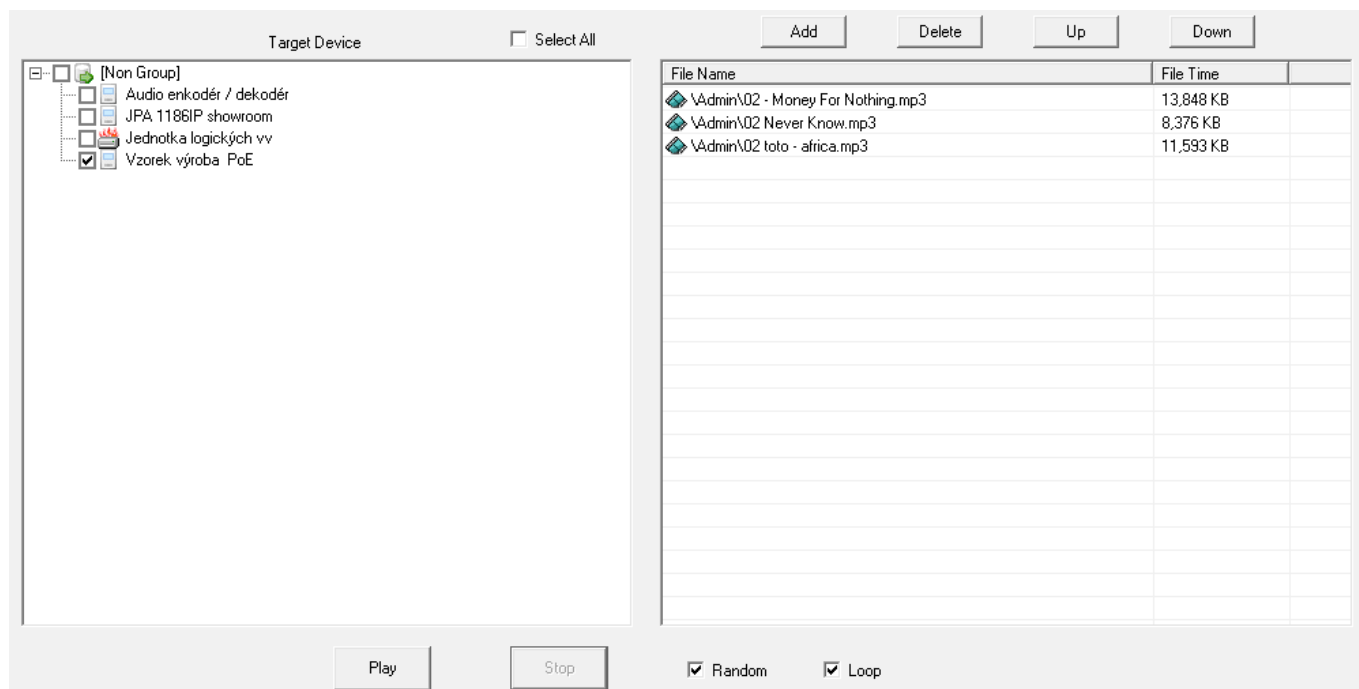 Target Device
Select All
Add
Delete
Up
Down
[Non Group]
Audio enkodér / dekodér
JPA 1186IP showroom
Jednotka logických vv
Vzorek výroba PoE
File Name File Time
\Admin\02 - Money For Nothing.mp3 13,848 KB
\Admin\02 Never Know.mp3 8,376 KB
\Admin\02 toto - africa.mp3 11,593 KB
Play
Stop
Random
Loop